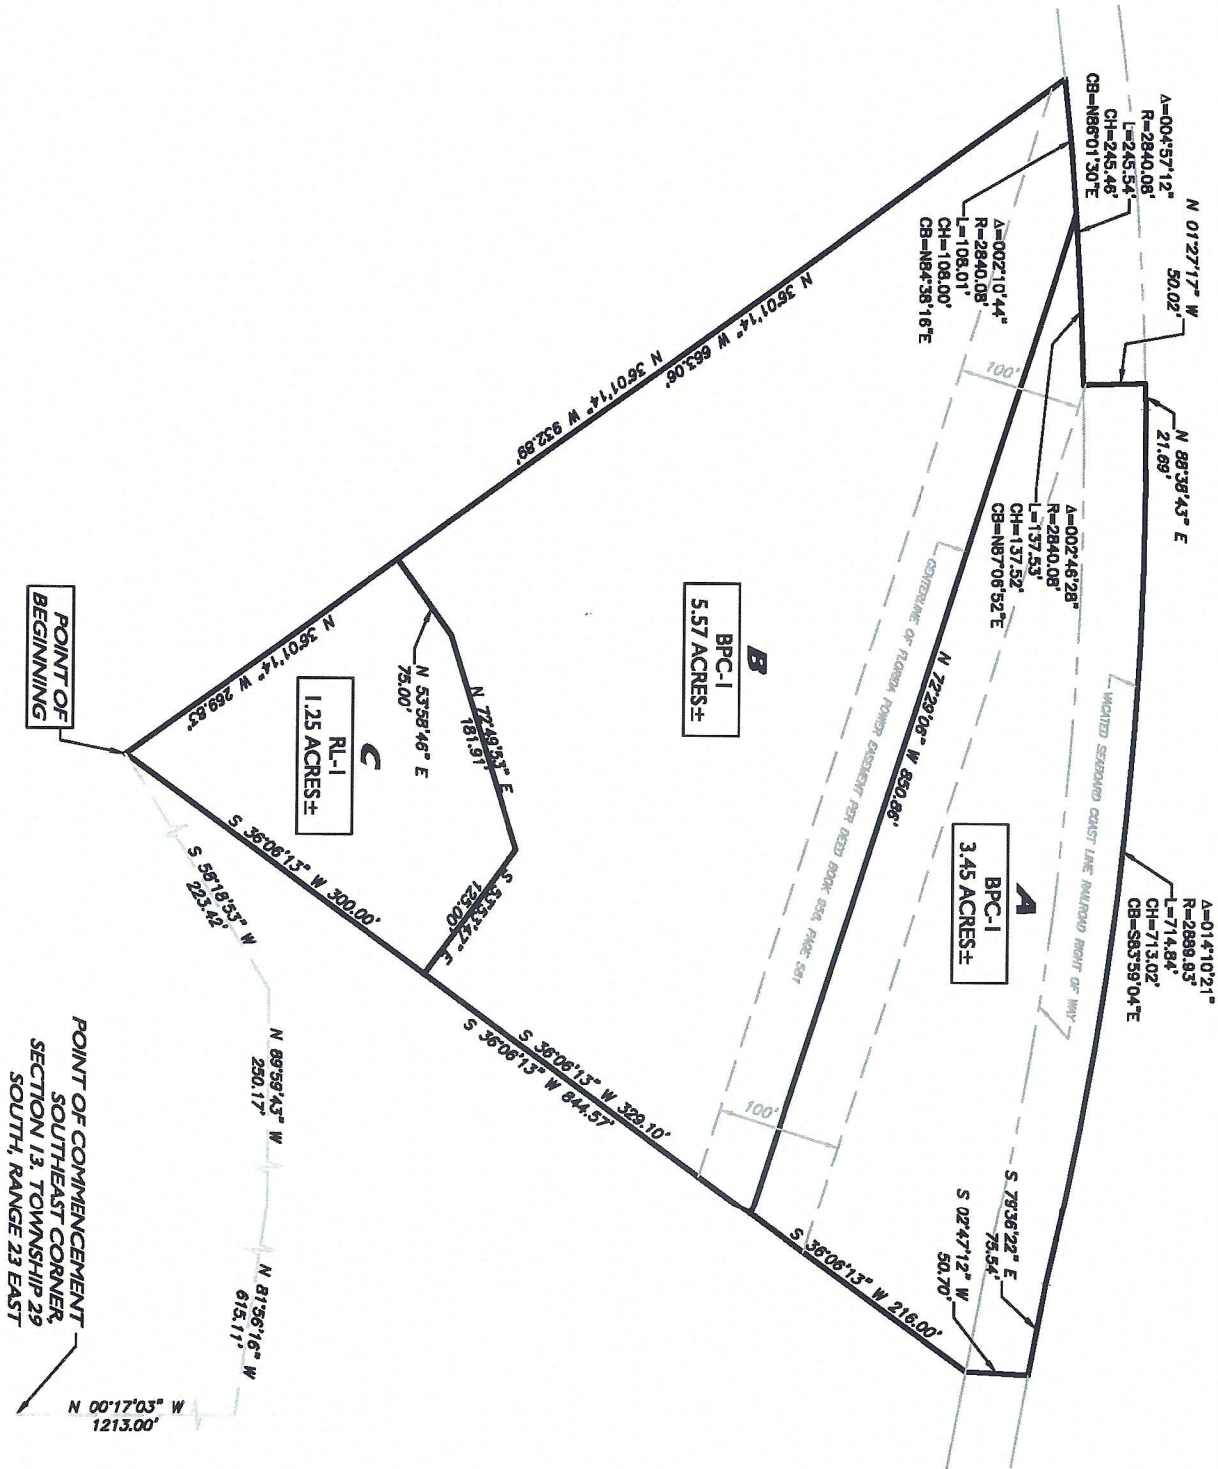 Δ=004°57'12"
R=2840.08'
L=245.54'
CH=245.46'
CB=N86°01'30"E
N 01°27'17" W
50.02'
N 88°38'43" E
21.69'
Δ=002°10'44"
R=2840.08'
L=108.01'
CH=108.00'
CB=N84°38'16"E
Δ=002°46'28"
R=2840.08'
L=137.53'
CH=137.52'
CB=N87°06'52"E
VACATED SEABOARD COAST LINE RAILROAD RIGHT OF WAY
Δ=014°10'21"
R=2889.93'
L=714.84'
CH=713.02'
CB=S83°59'04"E
A
BPC-1
3.45 ACRES±
100'
N 72°29'06" W 850.86'
CENTERLINE OF FLORIDA POWER EASEMENT PER DEED BOOK 956, PAGE 561
100'
S 79°36'22" E
75.54'
S 02°47'12" W
50.70'
S 36°06'13" W 216.00'
B
BPC-1
5.57 ACRES±
N 36°01'14" W
663.06'
N 36°01'14" W 932.89'
N 36°01'14" W 269.83'
S 36°06'13" W 329.10'
S 36°06'13" W 844.57'
N 53°58'46" E
75.00'
N 72°49'53" E
181.91'
S 53°53'47" E
125.00'
C
RL-1
1.25 ACRES±
S 36°06'13" W 300.00'
POINT OF
BEGINNING
S 58°18'53" W
223.42'
N 89°59'43" W
250.17'
N 81°56'16" W
615.11'
N 00°17'03" W
1213.00'
POINT OF COMMENCEMENT
SOUTHEAST CORNER,
SECTION 13, TOWNSHIP 29
SOUTH, RANGE 23 EAST